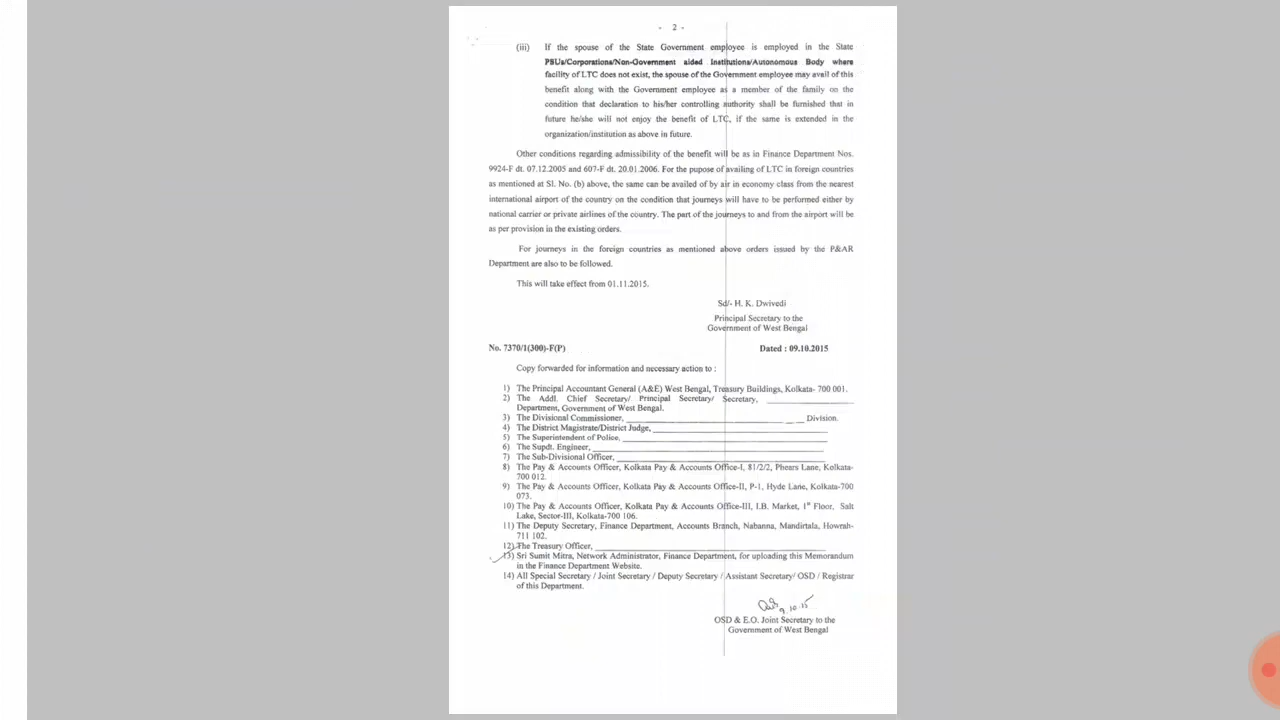 - 2 -
(iii) If the spouse of the State Government employee is employed in the State
PSUs/Corporations/Non-Government aided Institutions/Autonomous Body where
facility of LTC does not exist, the spouse of the Government employee may avail of this
benefit along with the Government employee as a member of the family on the
condition that declaration to his/her controlling authority shall be furnished that in
future he/she will not enjoy the benefit of LTC, if the same is extended in the
organization/institution as above in future.
Other conditions regarding admissibility of the benefit will be as in Finance Department Nos.
9924-F dt. 07.12.2005 and 607-F dt. 20.01.2006. For the pupose of availing of LTC in foreign countries
as mentioned at Sl. No. (b) above, the same can be availed of by air in economy class from the nearest
international airport of the country on the condition that journeys will have to be performed either by
national carrier or private airlines of the country. The part of the journeys to and from the airport will be
as per provision in the existing orders.
For journeys in the foreign countries as mentioned above orders issued by the P&AR
Department are also to be followed.
This will take effect from 01.11.2015.
Sd/- H. K. Dwivedi
Principal Secretary to the
Government of West Bengal
No. 7370/1(300)-F(P) Dated : 09.10.2015
Copy forwarded for information and necessary action to :
1) The Principal Accountant General (A&E) West Bengal, Treasury Buildings, Kolkata- 700 001.
2) The Addl. Chief Secretary/ Principal Secretary/ Secretary, ____________
Department, Government of West Bengal.
3) The Divisional Commissioner, ____________ Division.
4) The District Magistrate/District Judge, ____________
5) The Superintendent of Police, ____________
6) The Supdt. Engineer, ____________
7) The Sub-Divisional Officer, ____________
8) The Pay & Accounts Officer, Kolkata Pay & Accounts Office-I, 81/2/2, Phears Lane, Kolkata-
700 012.
9) The Pay & Accounts Officer, Kolkata Pay & Accounts Office-II, P-1, Hyde Lane, Kolkata-700
073.
10) The Pay & Accounts Officer, Kolkata Pay & Accounts Office-III, I.B. Market, 1st Floor, Salt
Lake, Sector-III, Kolkata-700 106.
11) The Deputy Secretary, Finance Department, Accounts Branch, Nabanna, Mandirtala, Howrah-
711 102.
12) The Treasury Officer, ____________
13) Sri Sumit Mitra, Network Administrator, Finance Department, for uploading this Memorandum
in the Finance Department Website.
14) All Special Secretary / Joint Secretary / Deputy Secretary / Assistant Secretary/ OSD / Registrar
of this Department.
9.10.15
OSD & E.O. Joint Secretary to the
Government of West Bengal